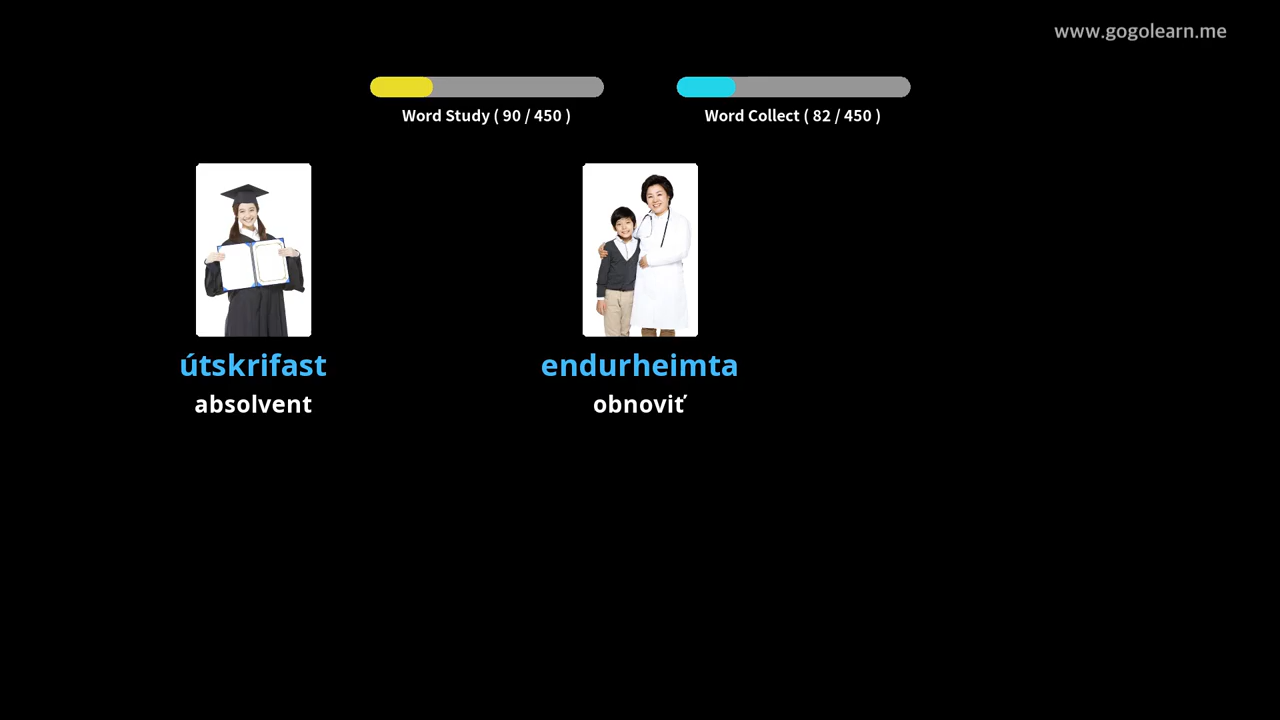 www.gogolearn.me
Word Study ( 90 / 450 )
Word Collect ( 82 / 450 )
útskrifast
endurheimta
absolvent
obnoviť